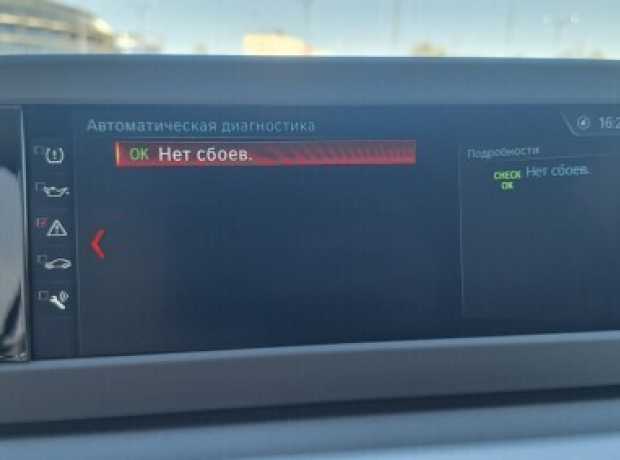 Автоматическая диагностика
OK Нет сбоев.
Подробности
CHECK OK Нет сбоев.